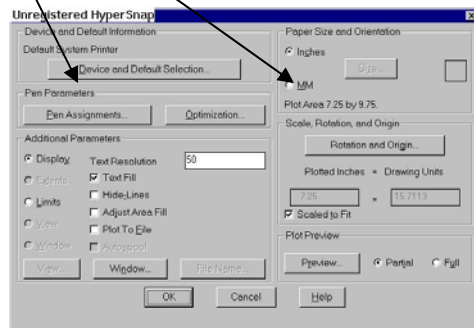 Unregistered HyperSnap
Device and Default Information
Default System Printer
Device and Default Selection...
Pen Parameters
Pen Assignments...
Optimization...
Additional Parameters
Display
Extents
Limits
View
Window
Text Resolution
50
Text Fill
Hide-Lines
Adjust Area Fill
Plot To File
Autospool
View...
Window...
File Name...
Paper Size and Orientation
Inches
Size...
MM
Plot Area 7.25 by 9.75.
Scale, Rotation, and Origin
Rotation and Origin...
Plotted Inches = Drawing Units
7.25 = 15.7113
Scaled to Fit
Plot Preview
Preview...
Partial
Full
OK
Cancel
Help